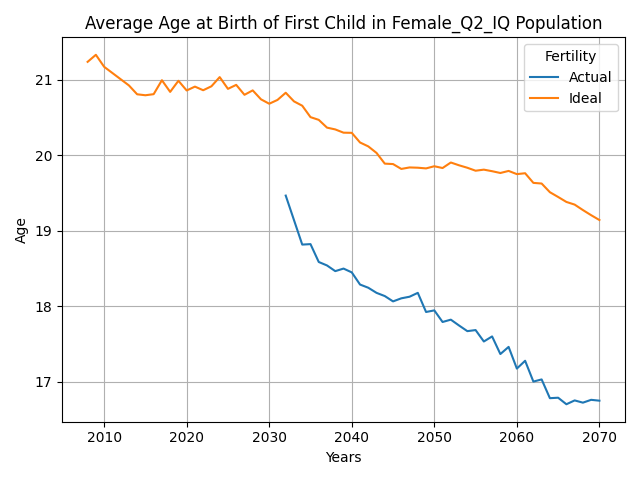 Average Age at Birth of First Child in Female_Q2_IQ Population
Fertility
Actual
Ideal
Age
21
20
19
18
17
2010 2020 2030 2040 2050 2060 2070
Years